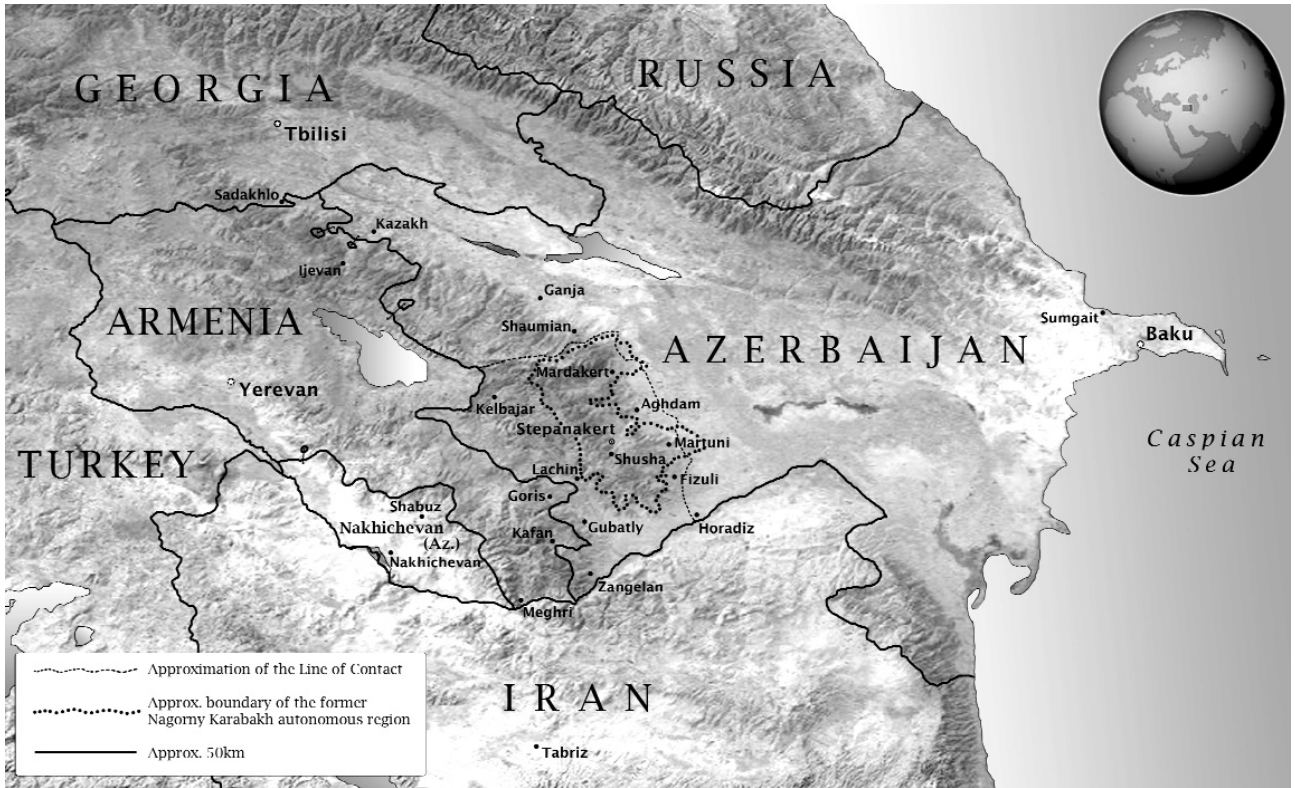 GEORGIA
RUSSIA
Tbilisi
Sadakhlo
Kazakh
Ijevan
Ganja
ARMENIA
Shaumian
AZERBAIJAN
Sumgait
Baku
Mardakert
Yerevan
Kelbajar
Aghdam
Stepanakert
Martuni
Caspian
Sea
TURKEY
Shusha
Lachin
Fizuli
Goris
Shabuz
Nakhichevan
(Az.)
Gubatly
Horadiz
Kafan
Nakhichevan
Zangelan
Meghri
Approximation of the Line of Contact
Approx. boundary of the former
Nagorny Karabakh autonomous region
Approx. 50km
IRAN
Tabriz